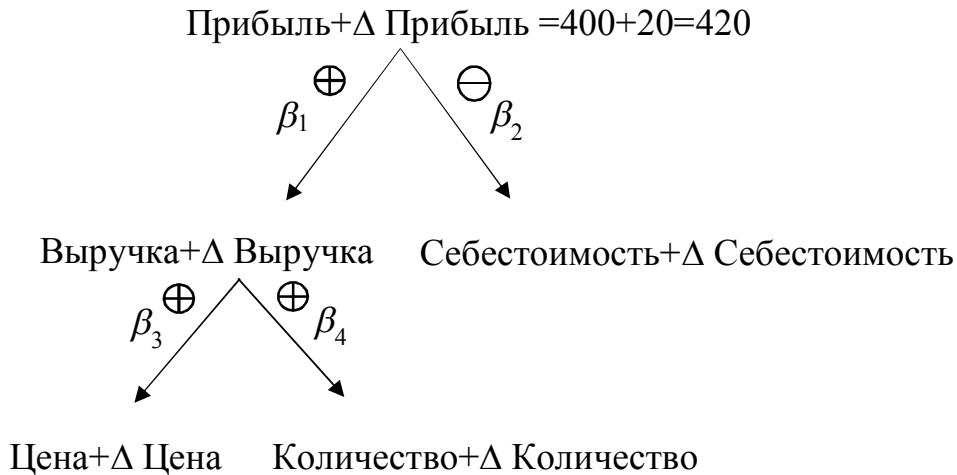 Прибыль+Δ Прибыль =400+20=420
⊕ ⊖
β₁ β₂
Выручка+Δ Выручка Себестоимость+Δ Себестоимость
⊕ ⊕
β₃ β₄
Цена+Δ Цена Количество+Δ Количество